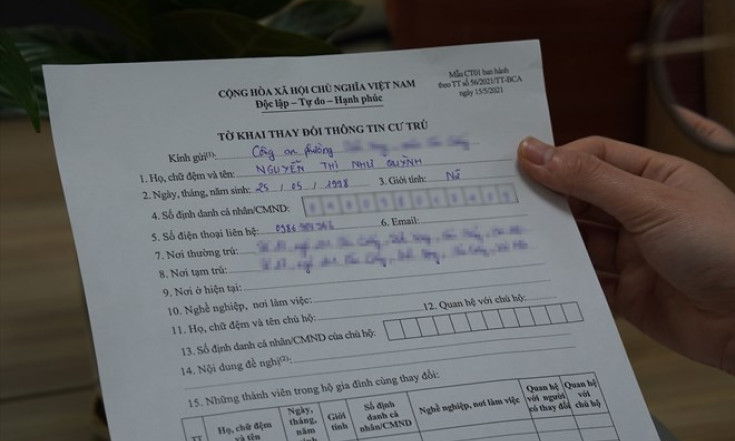 CỘNG HÒA XÃ HỘI CHỦ NGHĨA VIỆT NAM
Độc lập – Tự do – Hạnh phúc
Mẫu CT01 ban hành
theo TT số 56/2021/TT-BCA
ngày 15/5/2021
TỜ KHAI THAY ĐỔI THÔNG TIN CƯ TRÚ
Kính gửi(1): Công an phường
1. Họ, chữ đệm và tên: NGUYỄN THỊ NHƯ QUỲNH
2. Ngày, tháng, năm sinh: 25 / 05 / 1998 3. Giới tính: Nữ
4. Số định danh cá nhân/CMND:
5. Số điện thoại liên hệ: 6. Email:
7. Nơi thường trú:
8. Nơi tạm trú:
9. Nơi ở hiện tại:
10. Nghề nghiệp, nơi làm việc:
11. Họ, chữ đệm và tên chủ hộ: 12. Quan hệ với chủ hộ:
13. Số định danh cá nhân/CMND của chủ hộ:
14. Nội dung đề nghị(2):
15. Những thành viên trong hộ gia đình cùng thay đổi:
TT Họ, chữ đệm và tên Ngày, tháng, năm Giới tính Số định danh cá nhân/CMND Nghề nghiệp, nơi làm việc Quan hệ với người có thay đổi Quan hệ với chủ hộ